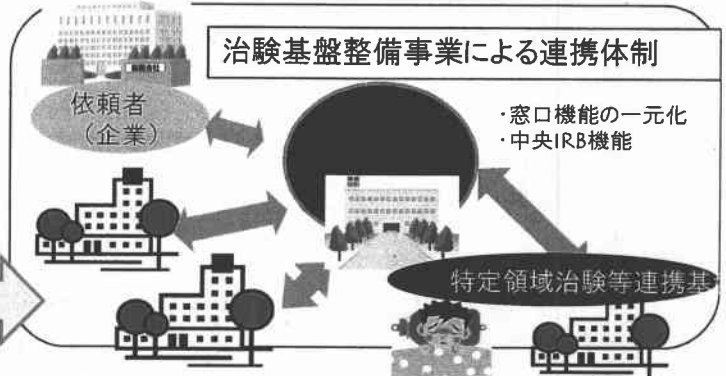 治験基盤整備事業による連携体制
依頼者
（企業）
・窓口機能の一元化
・中央IRB機能
特定領域治験等連携基